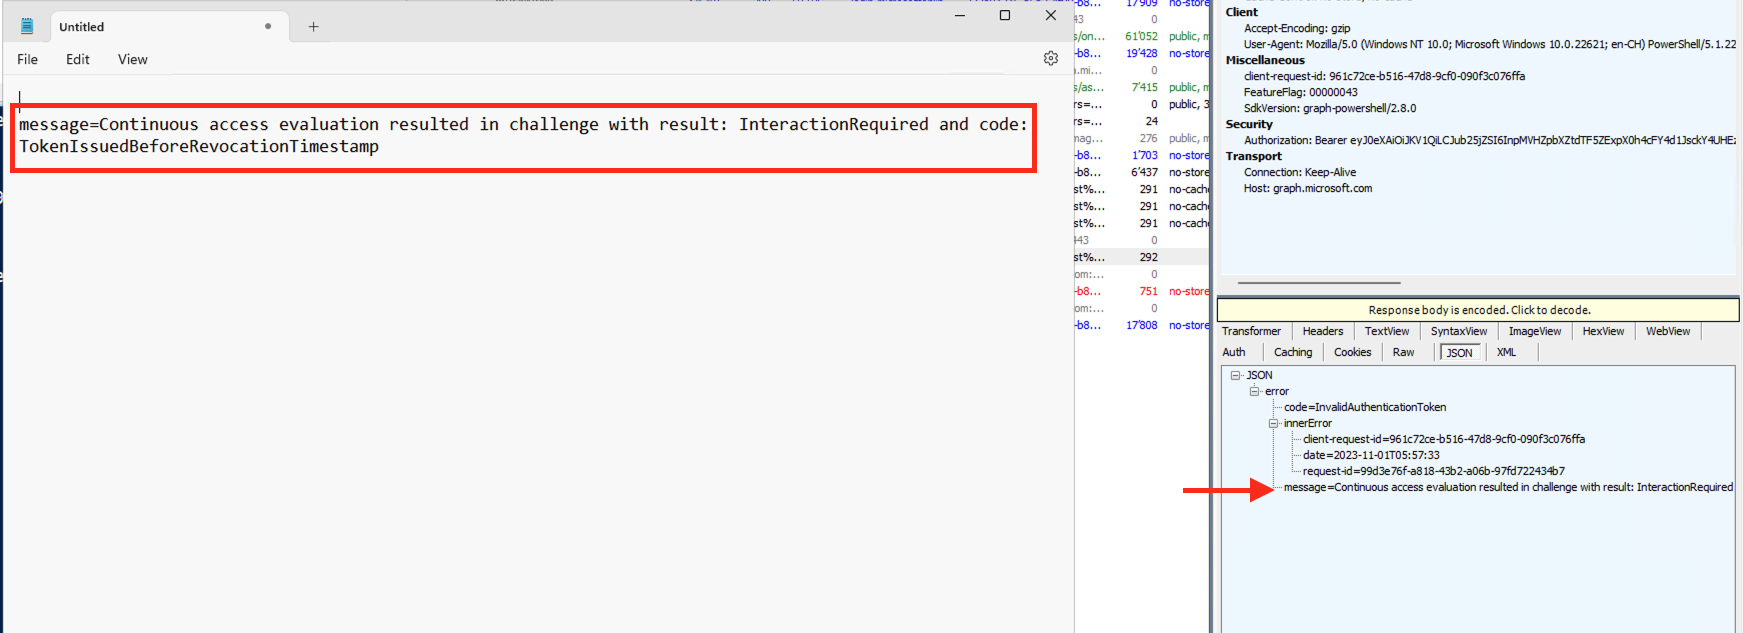 Untitled
File Edit View
message=Continuous access evaluation resulted in challenge with result: InteractionRequired and code:
TokenIssuedBeforeRevocationTimestamp
17'909 no-store
0
s/on... 61'052 public, m
-b8... 19'428 no-store
0
s/as... 7'415 public, m
rs=... 0 public, 3
rs=... 24
276 public, m
-b8... 1'703 no-store
-b8... 6'437 no-store
st%... 291 no-cache
st%... 291 no-cache
st%... 291 no-cache
443 0
st%... 292
om:... 0
-b8... 751 no-store
om:... 0
-b8... 17'808 no-store
Client
Accept-Encoding: gzip
User-Agent: Mozilla/5.0 (Windows NT 10.0; Microsoft Windows 10.0.22621; en-CH) PowerShell/5.1.22
Miscellaneous
client-request-id: 961c72ce-b516-47d8-9cf0-090f3c076ffa
FeatureFlag: 00000043
SdkVersion: graph-powershell/2.8.0
Security
Authorization: Bearer
Transport
Connection: Keep-Alive
Host: graph.microsoft.com
Response body is encoded. Click to decode.
Transformer Headers TextView SyntaxView ImageView HexView WebView
Auth Caching Cookies Raw JSON XML
JSON
error
code=InvalidAuthenticationToken
innerError
client-request-id=961c72ce-b516-47d8-9cf0-090f3c076ffa
date=2023-11-01T05:57:33
request-id=99d3e76f-a818-43b2-a06b-97fd722434b7
message=Continuous access evaluation resulted in challenge with result: InteractionRequired